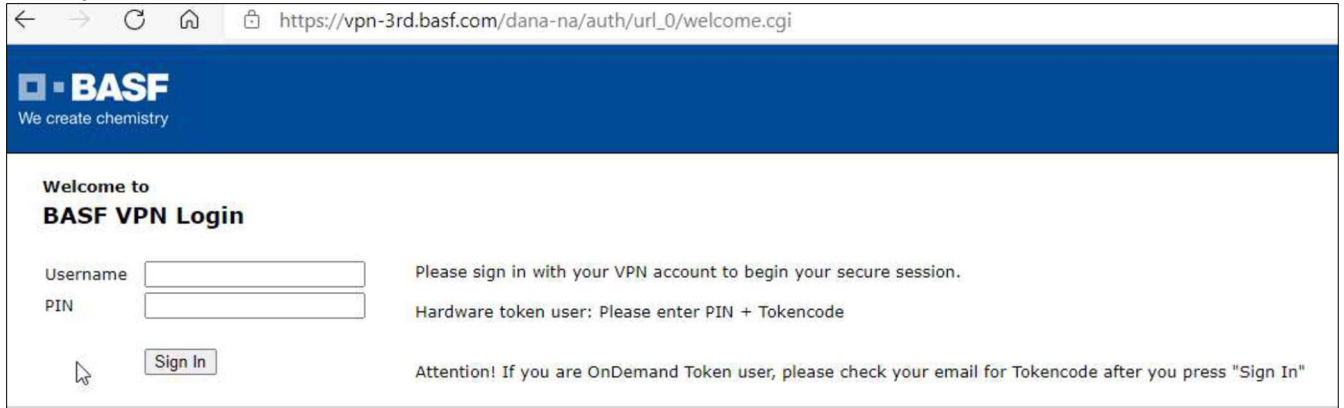 https://vpn-3rd.basf.com/dana-na/auth/url_0/welcome.cgi
BASF
We create chemistry
Welcome to
BASF VPN Login
Username
Please sign in with your VPN account to begin your secure session.
PIN
Hardware token user: Please enter PIN + Tokencode
Sign In
Attention! If you are OnDemand Token user, please check your email for Tokencode after you press "Sign In"